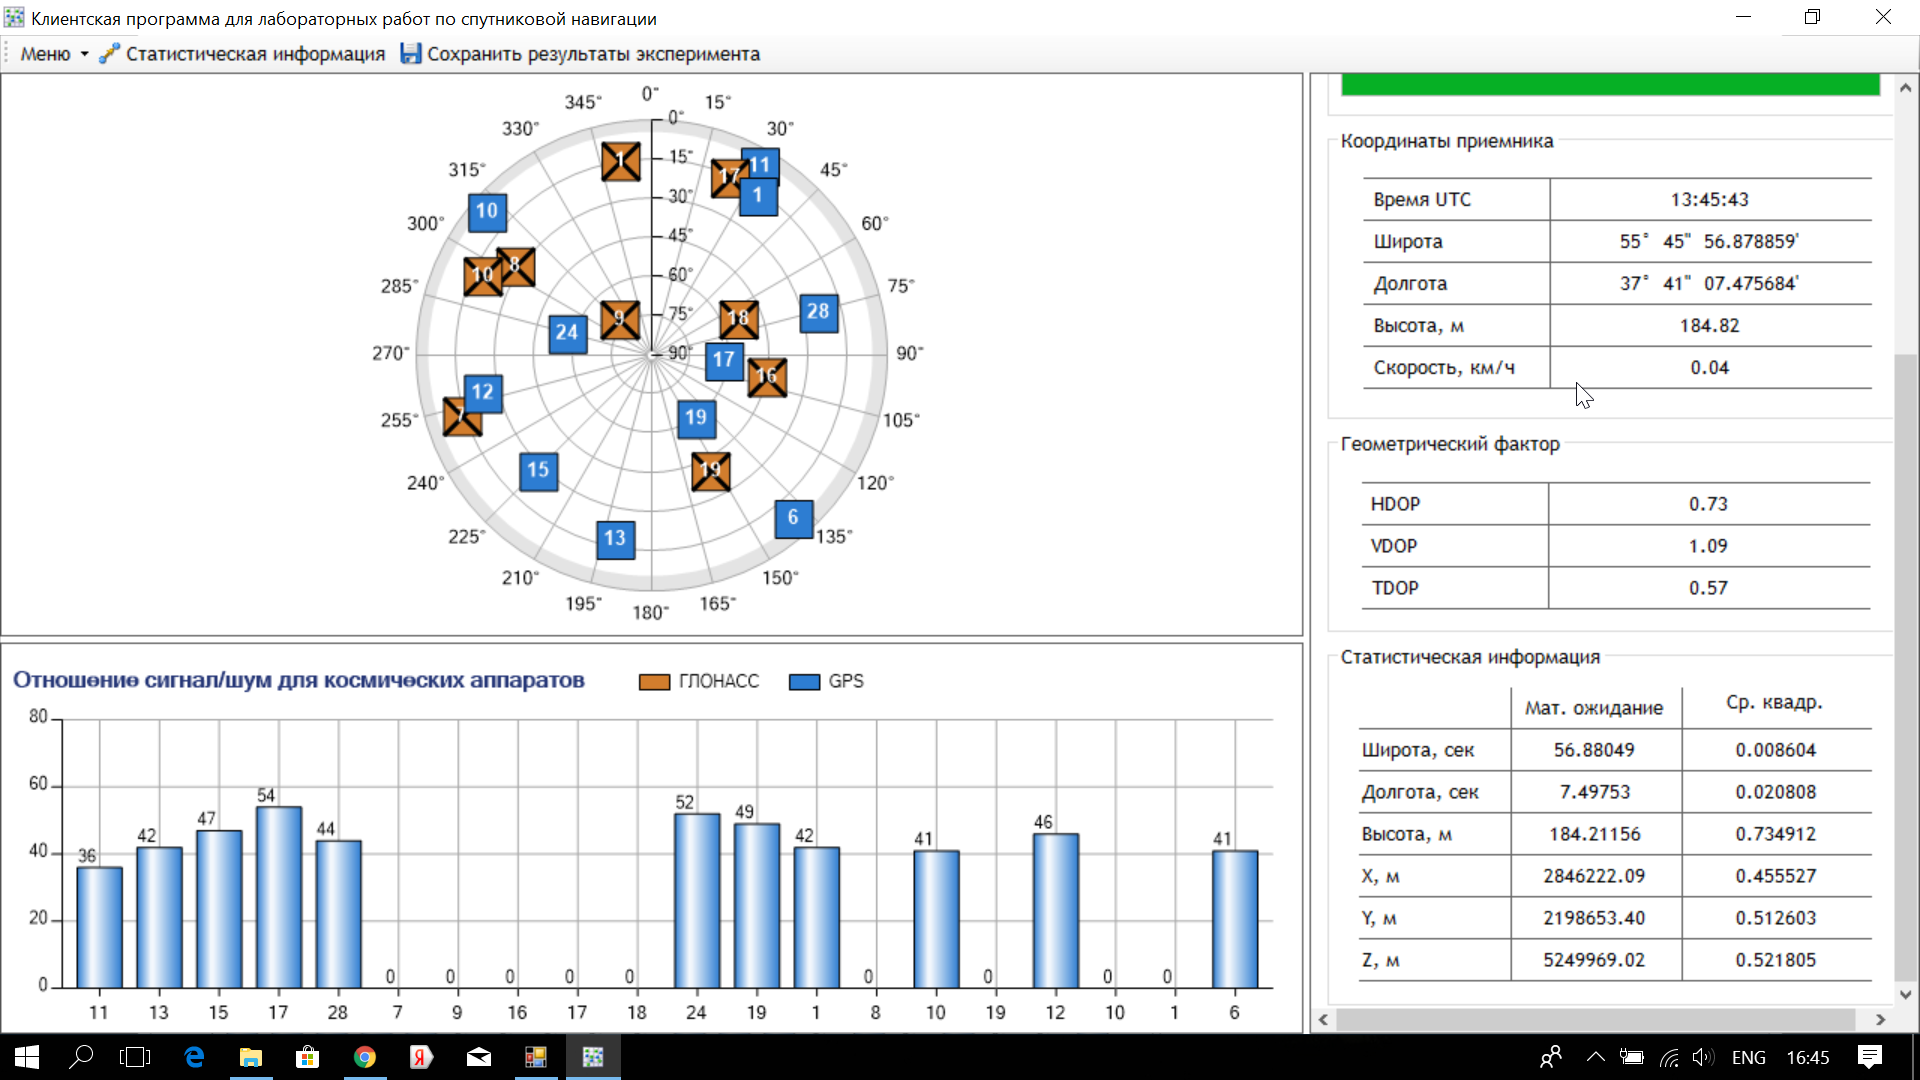 Клиентская программа для лабораторных работ по спутниковой навигации
Меню Статистическая информация Сохранить результаты эксперимента
0°
15°
30°
45°
60°
75°
90°
105°
120°
135°
150°
165°
180°
195°
210°
225°
240°
255°
270°
285°
300°
315°
330°
345°
0°
15°
30°
45°
60°
75°
90°
1
17
11
1
10
10
8
9
18
28
24
17
16
12
7
19
15
19
13
6
Отношение сигнал/шум для космических аппаратов ГЛОНАСС GPS
80
60
40
20
0
36 42 47 54 44 0 0 0 0 0 52 49 42 0 41 0 46 0 0 41
11 13 15 17 28 7 9 16 17 18 24 19 1 8 10 19 12 10 1 6
Координаты приемника
Время UTC 13:45:43
Широта 55° 45" 56.878859'
Долгота 37° 41" 07.475684'
Высота, м 184.82
Скорость, км/ч 0.04
Геометрический фактор
HDOP 0.73
VDOP 1.09
TDOP 0.57
Статистическая информация
Мат. ожидание Ср. квадр.
Широта, сек 56.88049 0.008604
Долгота, сек 7.49753 0.020808
Высота, м 184.21156 0.734912
X, м 2846222.09 0.455527
Y, м 2198653.40 0.512603
Z, м 5249969.02 0.521805
ENG 16:45